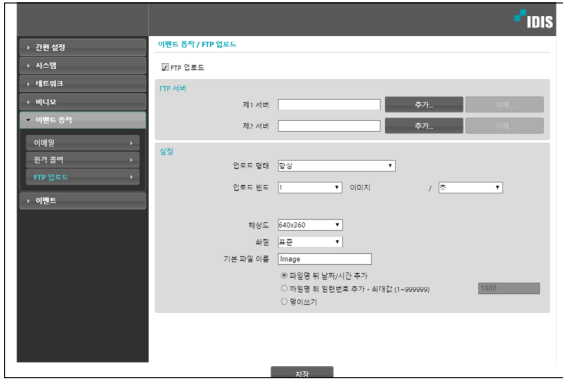 IDIS
간편 설정
시스템
네트워크
비디오
이벤트 동작
이메일
원격 콜백
FTP 업로드
이벤트
이벤트 동작 / FTP 업로드
FTP 업로드
FTP 서버
제1 서버 추가... 삭제...
제2 서버 추가... 삭제...
설정
업로드 형태 항상
업로드 빈도 1 이미지 / 초
해상도 640x360
화질 표준
기본 파일 이름 Image
파일명 뒤 날짜/시간 추가
파일명 뒤 일련번호 추가 - 최대값 (1~999999) 1000
덮어쓰기
저장